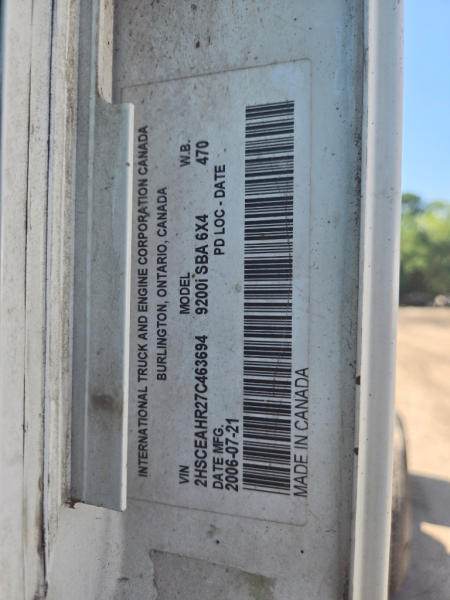 INTERNATIONAL TRUCK AND ENGINE CORPORATION CANADA
BURLINGTON, ONTARIO, CANADA
VIN MODEL W.B.
2HSCEAHR27C463694 9200i SBA 6X4 470
DATE MFG. PD LOC - DATE
2006-07-21
MADE IN CANADA